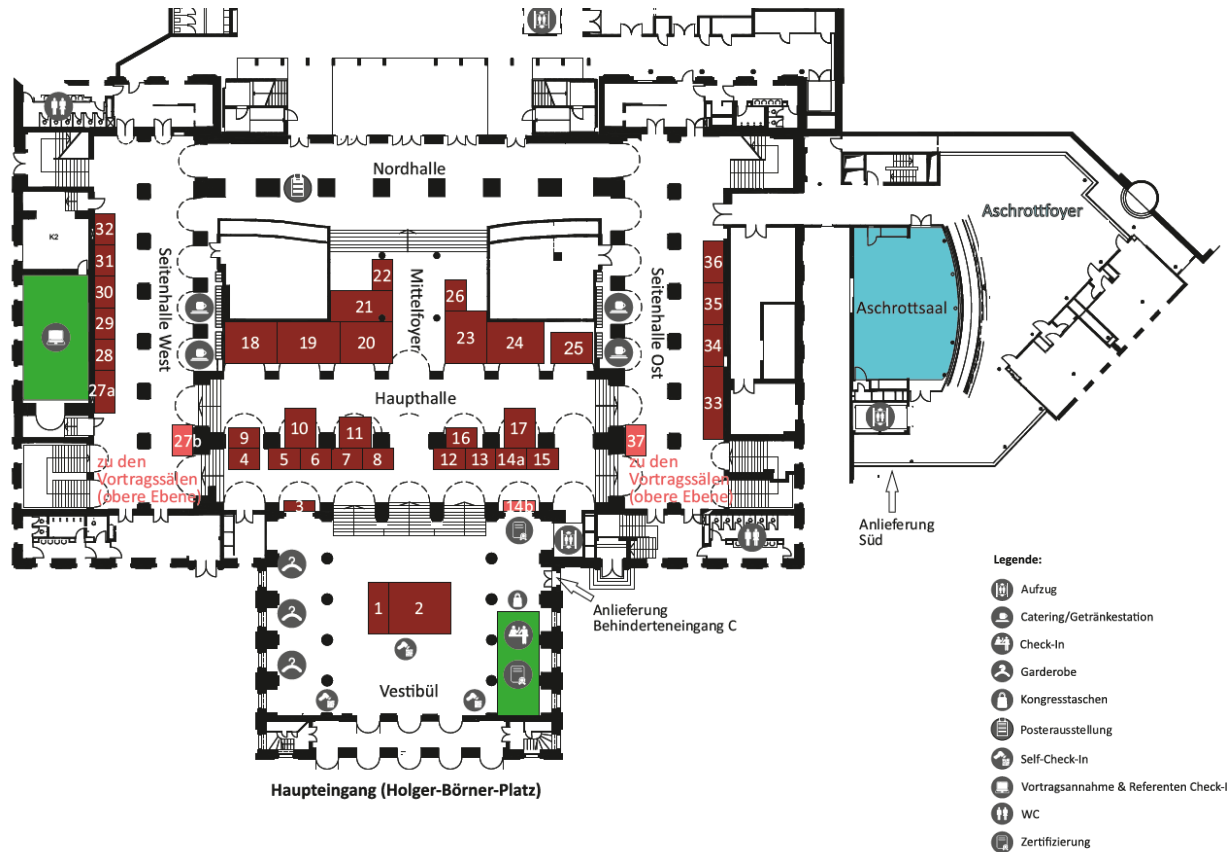 Nordhalle
Aschrottfoyer
K2
32
31
30
29
28
27a
Seitenhalle West
22
21
18
19
20
Mittelfoyer
26
23
24
25
Seitenhalle Ost
36
35
34
33
Aschrottsaal
Haupthalle
27b
9
10
11
16
17
37
4
5
6
7
8
12
13
14a
15
zu den
Vortragssälen
(obere Ebene)
zu den
Vortragssälen
(obere Ebene)
3
14b
Anlieferung
Süd
1
2
Anlieferung
Behinderteneingang C
Vestibül
Haupteingang (Holger-Börner-Platz)
Legende:
Aufzug
Catering/Getränkestation
Check-In
Garderobe
Kongresstaschen
Posterausstellung
Self-Check-In
Vortragsannahme & Referenten Check-I
WC
Zertifizierung